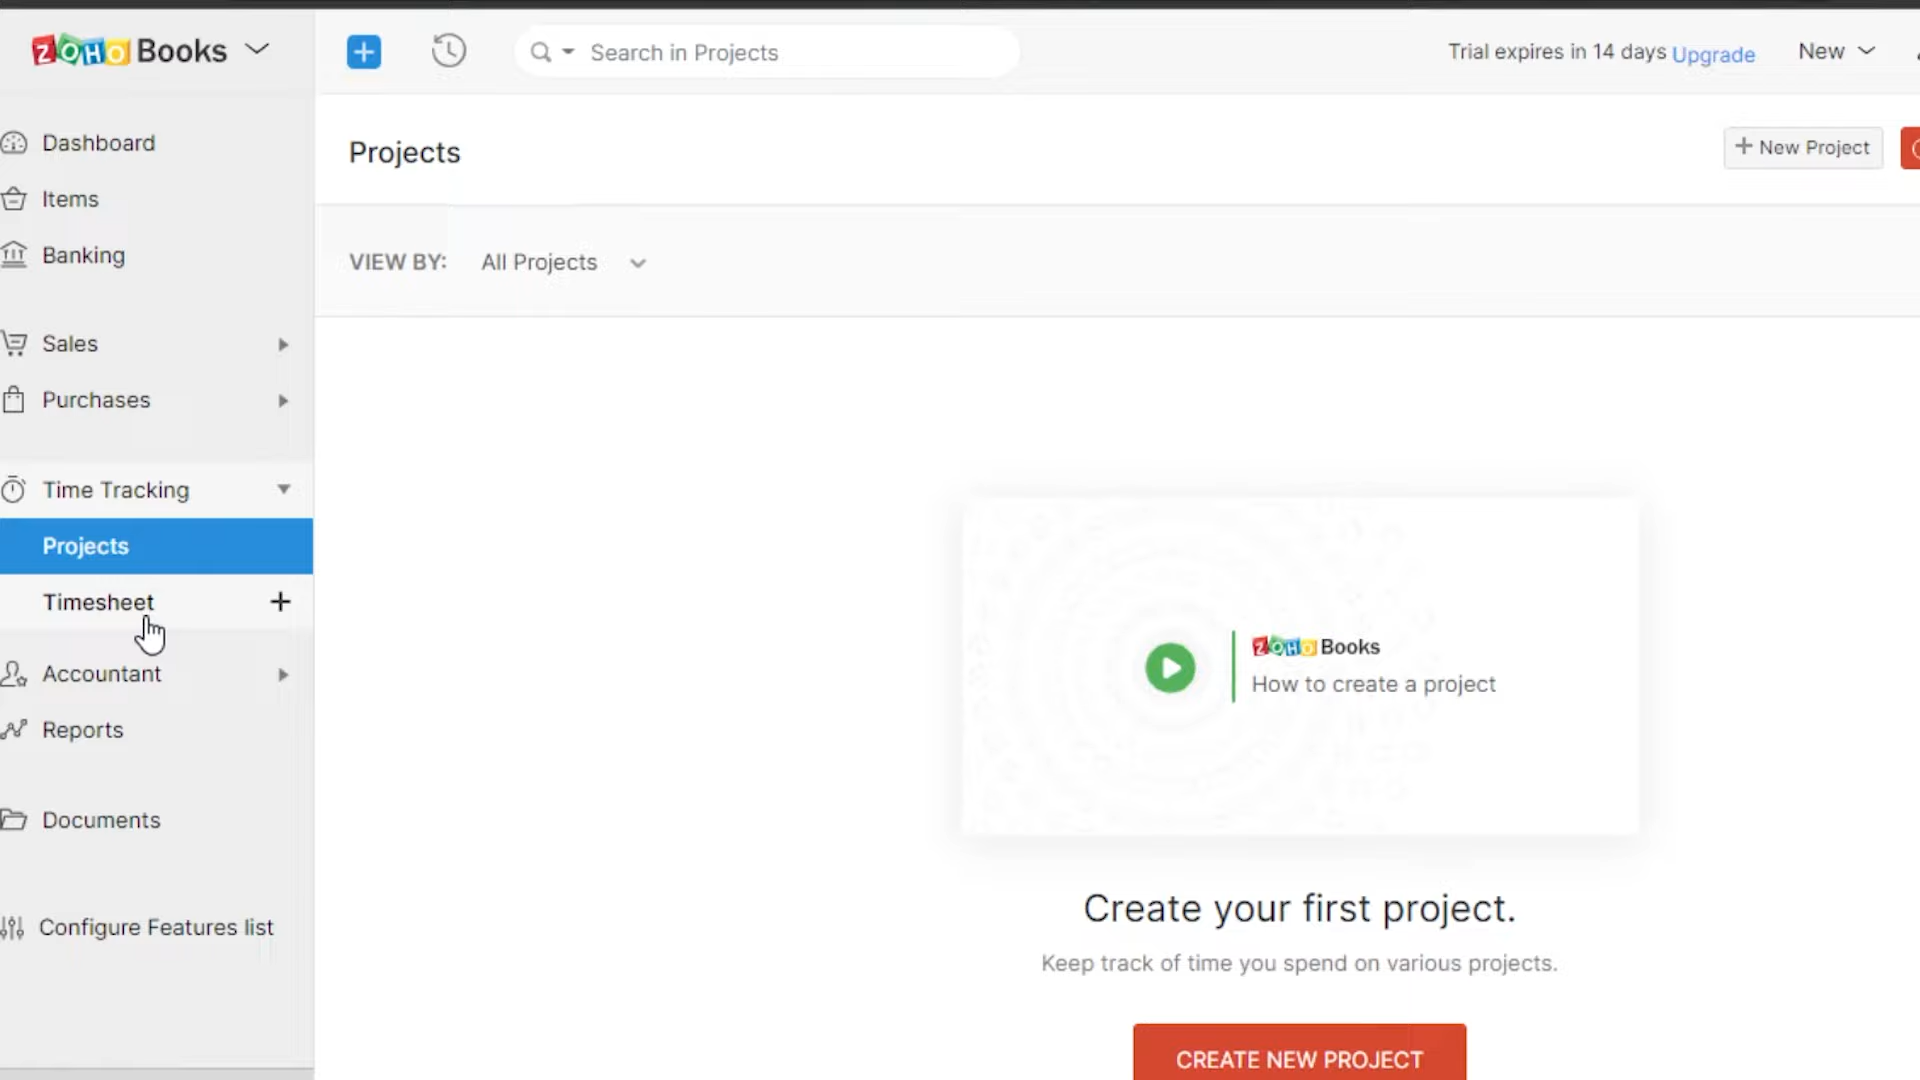 ZOHO Books
Search in Projects
Trial expires in 14 days Upgrade
New
Dashboard
Items
Banking
Sales
Purchases
Time Tracking
Projects
Timesheet
Accountant
Reports
Documents
Configure Features list
Projects
+ New Project
VIEW BY: All Projects
ZOHO Books
How to create a project
Create your first project.
Keep track of time you spend on various projects.
CREATE NEW PROJECT